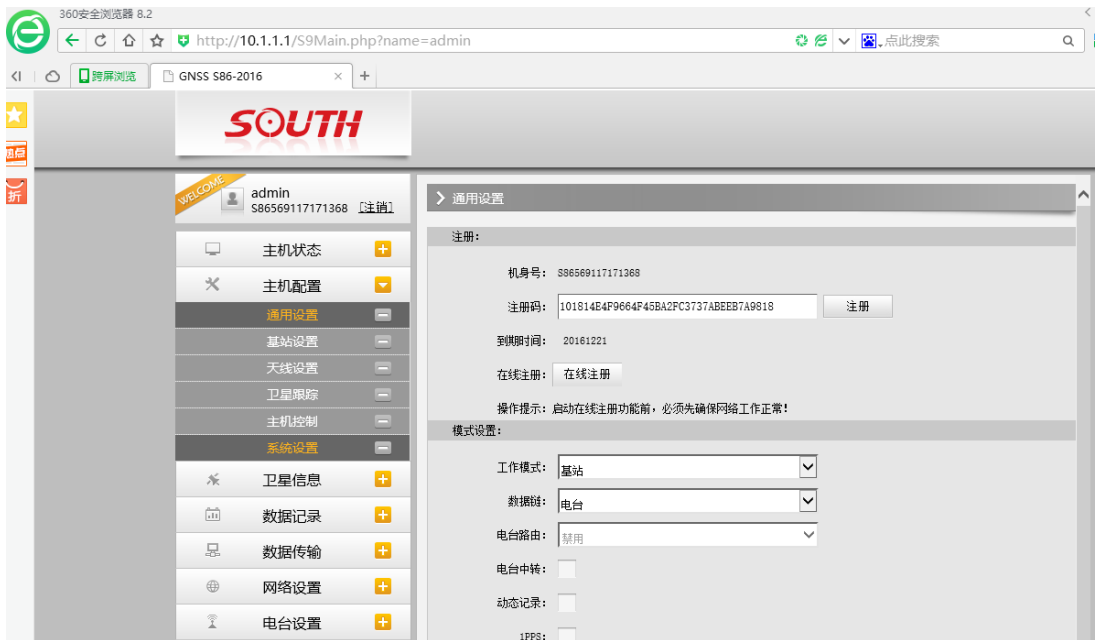 360安全浏览器 8.2
http://10.1.1.1/S9Main.php?name=admin
点此搜索
跨屏浏览
GNSS S86-2016
SOUTH
WELCOME
admin
S86569117171368 [注销]
主机状态
主机配置
通用设置
基站设置
天线设置
卫星跟踪
主机控制
系统设置
卫星信息
数据记录
数据传输
网络设置
电台设置
通用设置
注册:
机身号: S86569117171368
注册码: 101814E4F9664F45BA2FC3737ABEEB7A9818 注册
到期时间: 20161221
在线注册: 在线注册
操作提示: 启动在线注册功能前，必须先确保网络工作正常!
模式设置:
工作模式: 基站
数据链: 电台
电台路由: 禁用
电台中转:
动态记录:
1PPS:
折